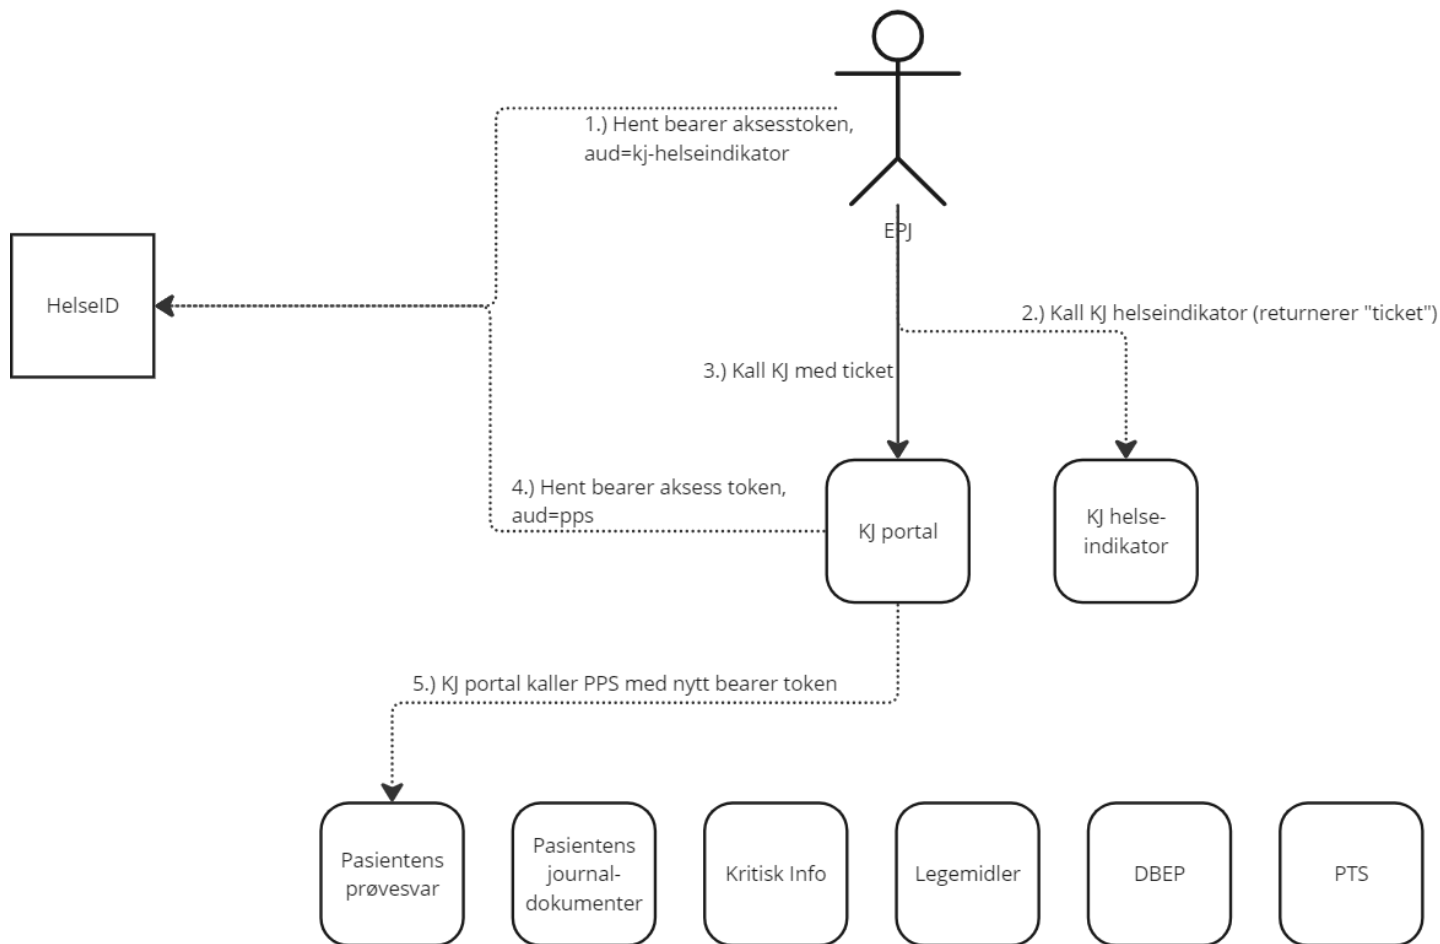 1.) Hent bearer aksesstoken,
aud=kj-helseindikator
EPJ
HelseID
2.) Kall KJ helseindikator (returnerer "ticket")
3.) Kall KJ med ticket
4.) Hent bearer aksess token,
aud=pps
KJ portal
KJ helse-
indikator
5.) KJ portal kaller PPS med nytt bearer token
Pasientens
prøvesvar
Pasientens
journal-
dokumenter
Kritisk Info
Legemidler
DBEP
PTS